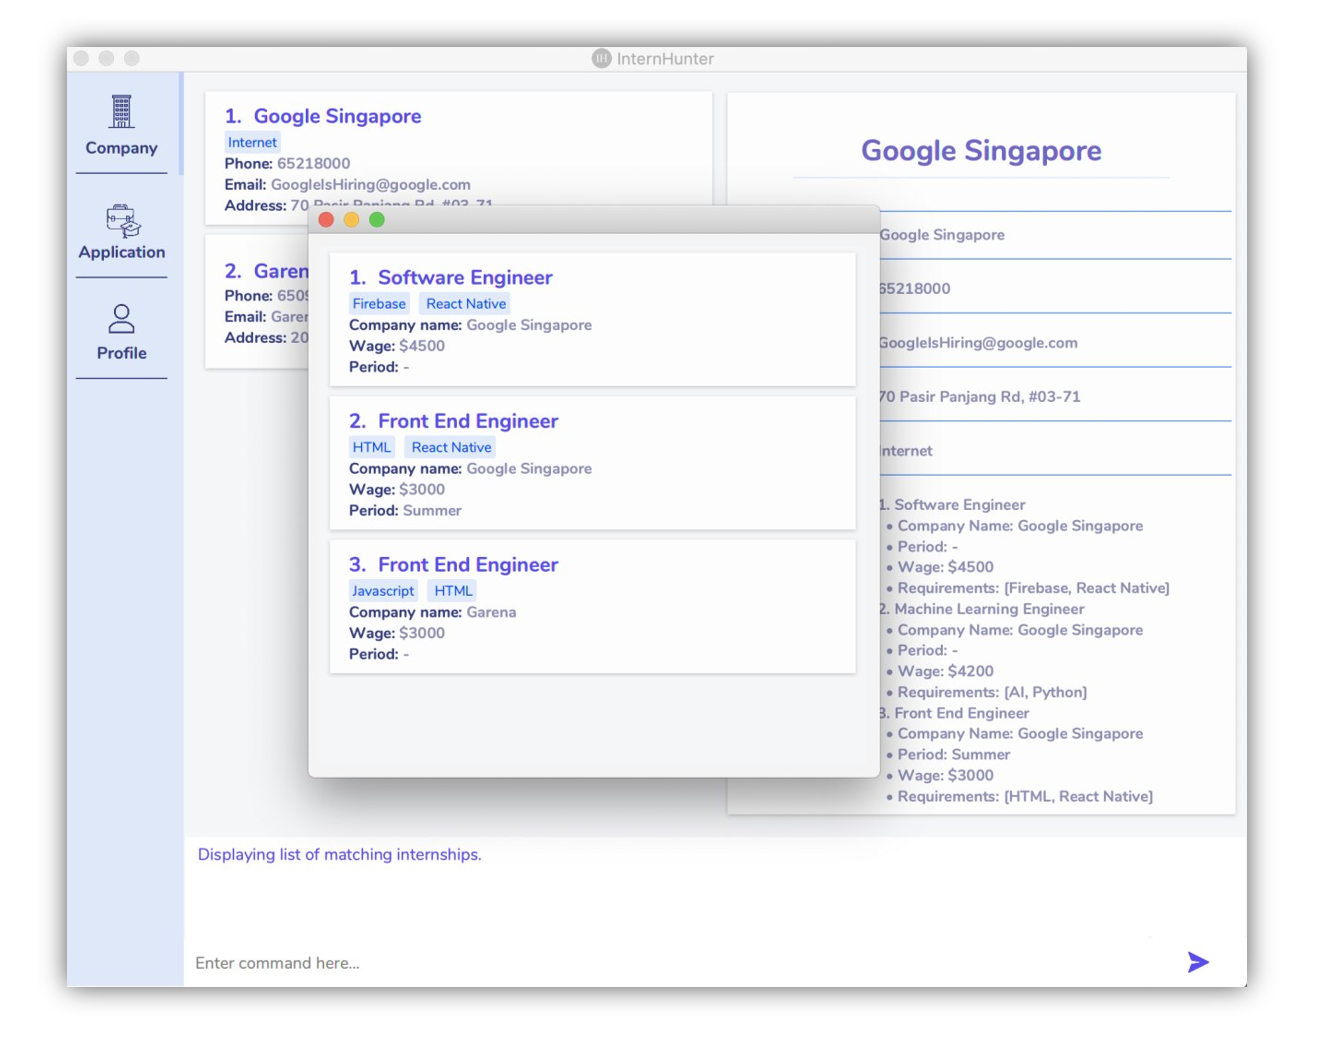 InternHunter
Company
Application
Profile
1. Google Singapore
Internet
Phone: 65218000
Email: GoogleIsHiring@google.com
Address: 70 Pasir Panjang Rd, #03-71
2. Garen
Phone: 650
Email: Garen
Address: 20
1. Software Engineer
Firebase React Native
Company name: Google Singapore
Wage: $4500
Period: -
2. Front End Engineer
HTML React Native
Company name: Google Singapore
Wage: $3000
Period: Summer
3. Front End Engineer
Javascript HTML
Company name: Garena
Wage: $3000
Period: -
Google Singapore
Google Singapore
65218000
GoogleIsHiring@google.com
70 Pasir Panjang Rd, #03-71
Internet
1. Software Engineer
• Company Name: Google Singapore
• Period: -
• Wage: $4500
• Requirements: [Firebase, React Native]
2. Machine Learning Engineer
• Company Name: Google Singapore
• Period: -
• Wage: $4200
• Requirements: [AI, Python]
3. Front End Engineer
• Company Name: Google Singapore
• Period: Summer
• Wage: $3000
• Requirements: [HTML, React Native]
Displaying list of matching internships.
Enter command here...